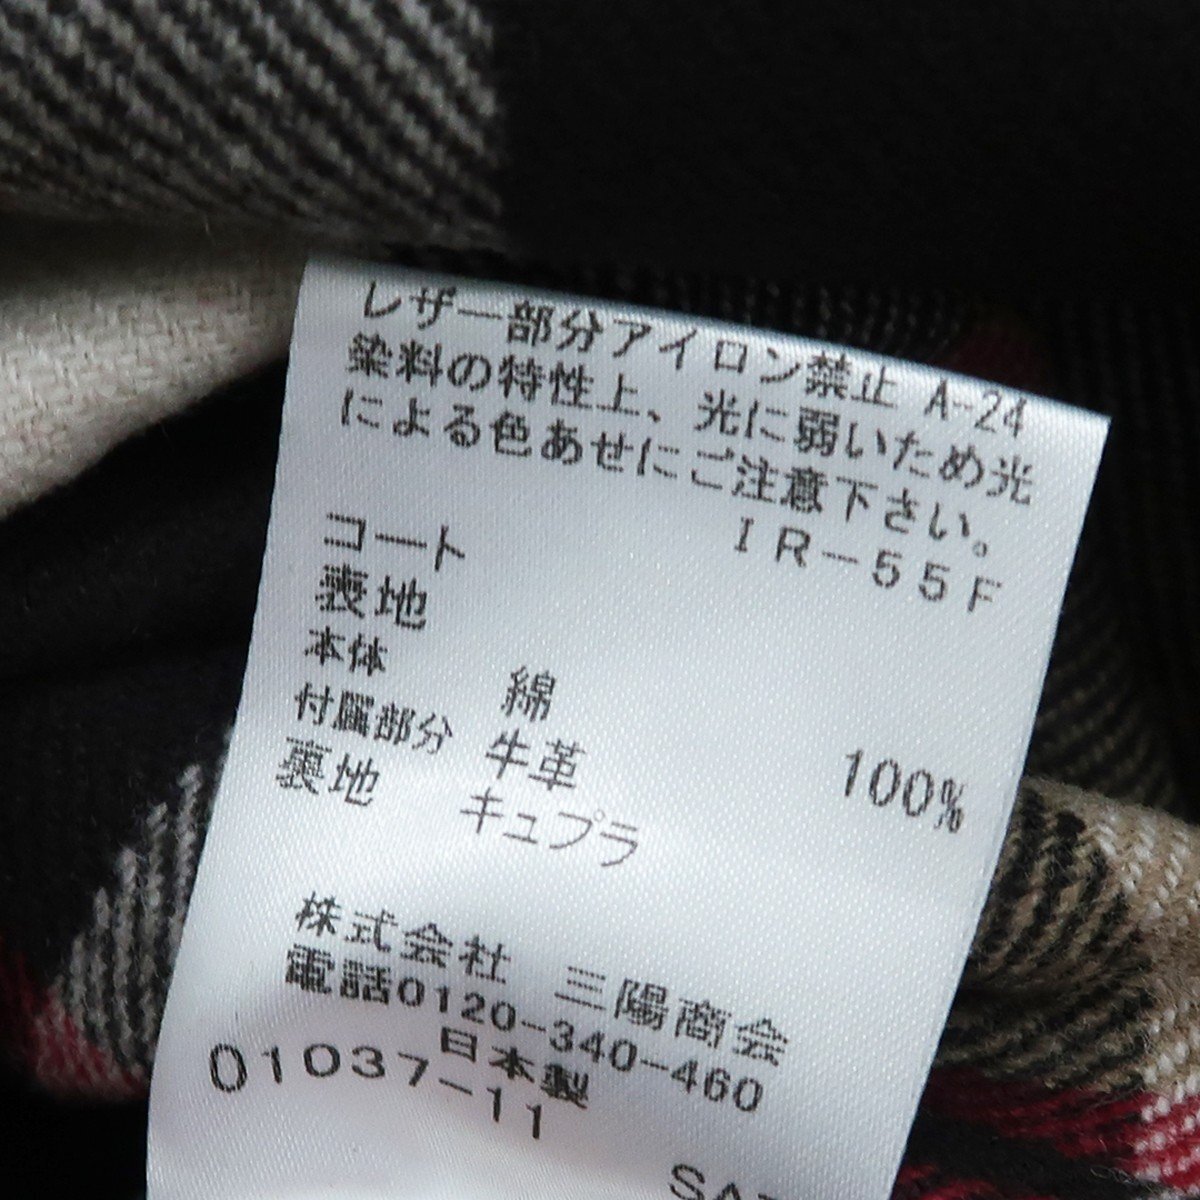 レザー部分アイロン禁止 A-24
染料の特性上、光に弱いため光
による色あせにご注意下さい。
IR-55F
コート
表地
本体 綿 100%
付属部分 牛革
裏地 キュプラ
株式会社 三陽商会
電話0120-340-460
日本製
01037-11